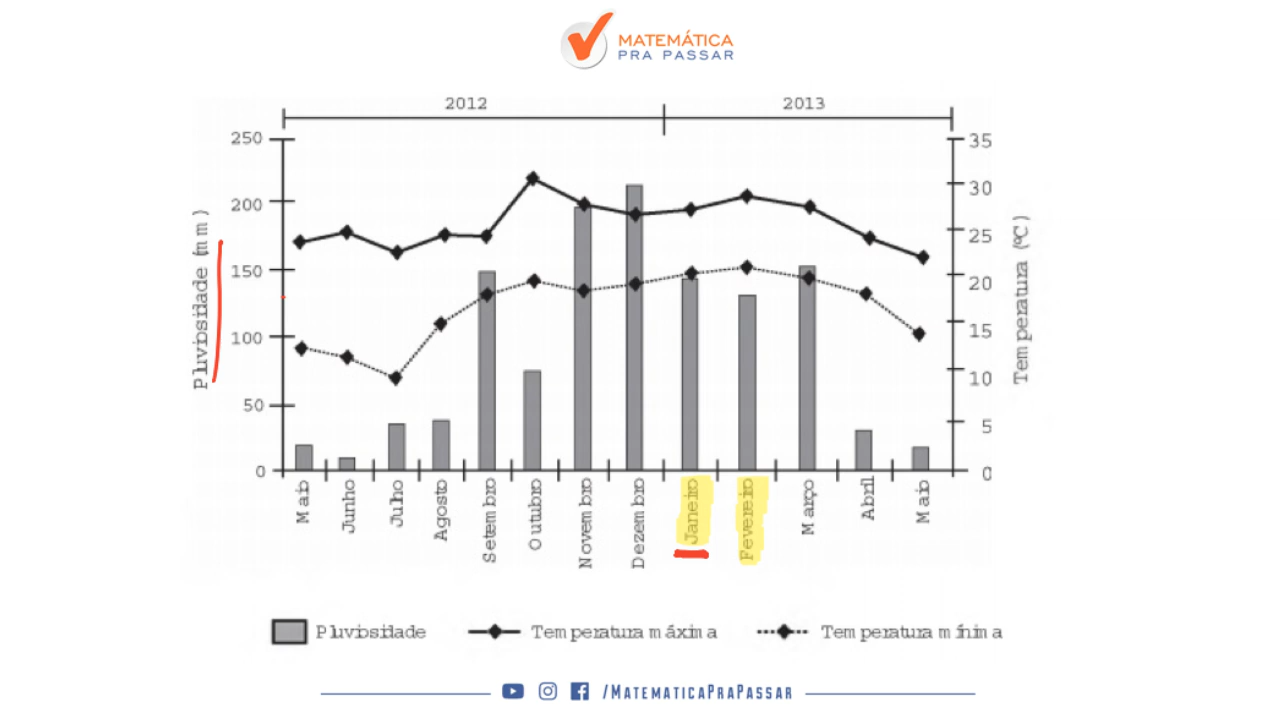 MATEMÁTICA
PRA PASSAR
2012
2013
250
200
150
100
50
0
Pluviosidade (mm)
35
30
25
20
15
10
5
0
Temperatura (ºC)
Maio
Junho
Julho
Agosto
Setembro
Outubro
Novembro
Dezembro
Janeiro
Fevereiro
Março
Abril
Maio
Pluviosidade
Temperatura máxima
Temperatura mínima
/MATEMATICAPRAPASSAR